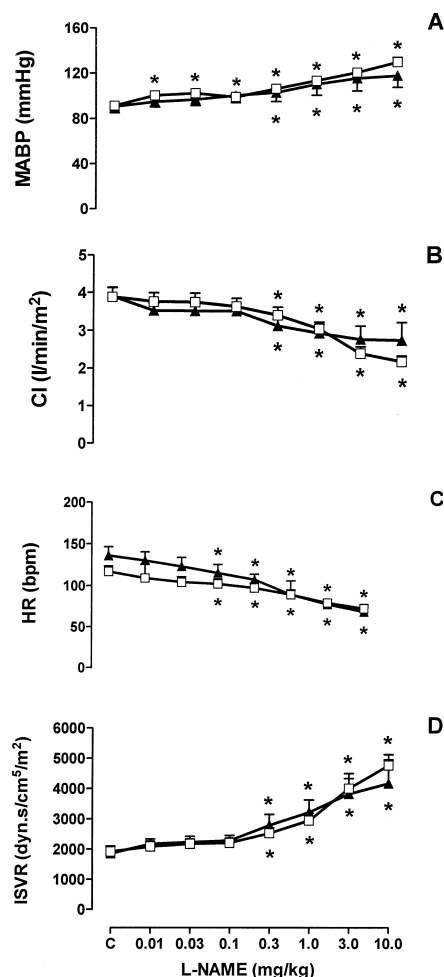 A
160
120
80
40
0
MABP (mmHg)
* * * * * * *
* * * *
B
5
4
3
2
1
0
CI (l/min/m²)
* * * *
* * * *
C
200
150
100
50
0
HR (bpm)
* * * * *
* * * * *
D
6000
5000
4000
3000
2000
1000
0
ISVR (dyn.s/cm⁵/m²)
* * * *
* * * *
C 0.01 0.03 0.1 0.3 1.0 3.0 10.0
L-NAME (mg/kg)